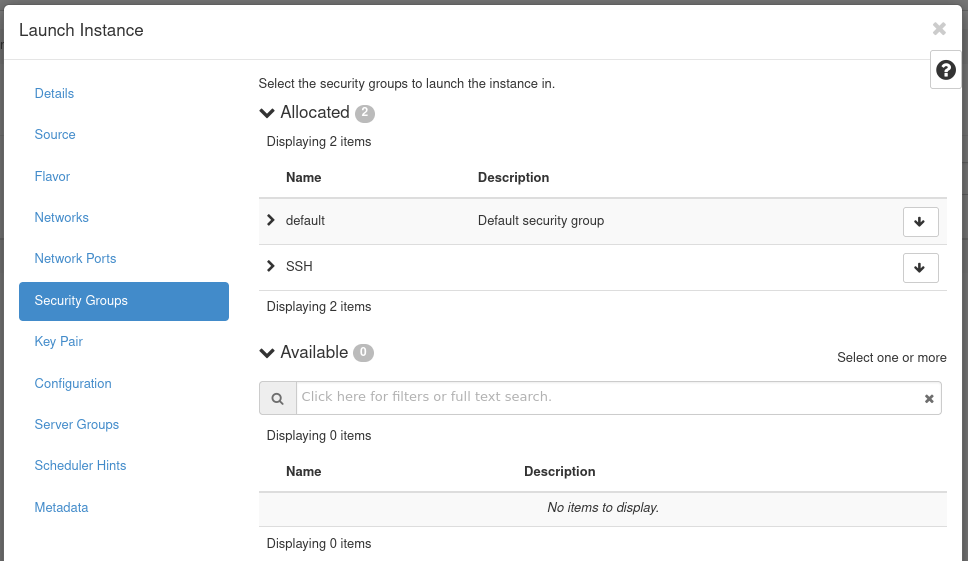 Launch Instance
Details
Source
Flavor
Networks
Network Ports
Security Groups
Key Pair
Configuration
Server Groups
Scheduler Hints
Metadata
Select the security groups to launch the instance in.
Allocated 2
Displaying 2 items
Name Description
default Default security group
SSH
Displaying 2 items
Available 0
Select one or more
Click here for filters or full text search.
Displaying 0 items
Name Description
No items to display.
Displaying 0 items